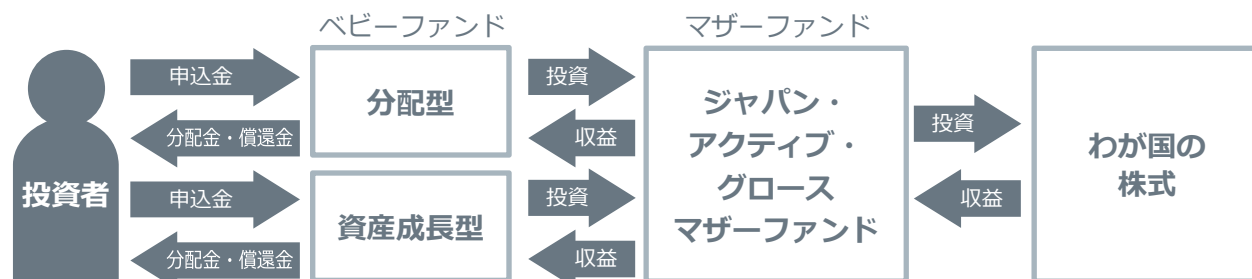 ベビーファンド
マザーファンド
申込金
分配型
投資
分配金・償還金
収益
投資者
申込金
資産成長型
投資
分配金・償還金
収益
ジャパン・
アクティブ・
グロース
マザーファンド
投資
収益
わが国の
株式